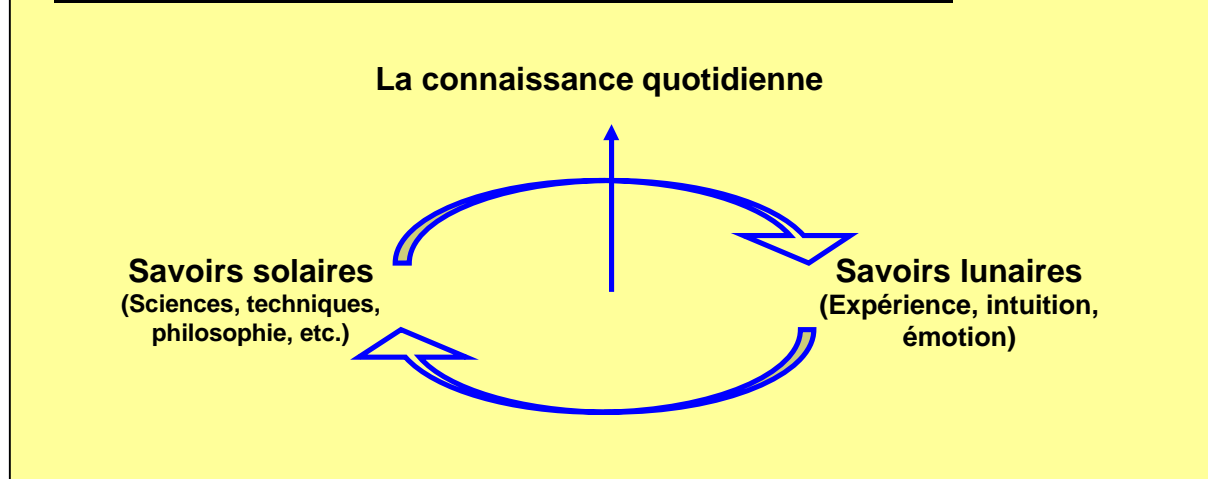 La connaissance quotidienne
Savoirs solaires
(Sciences, techniques,
philosophie, etc.)
Savoirs lunaires
(Expérience, intuition,
émotion)